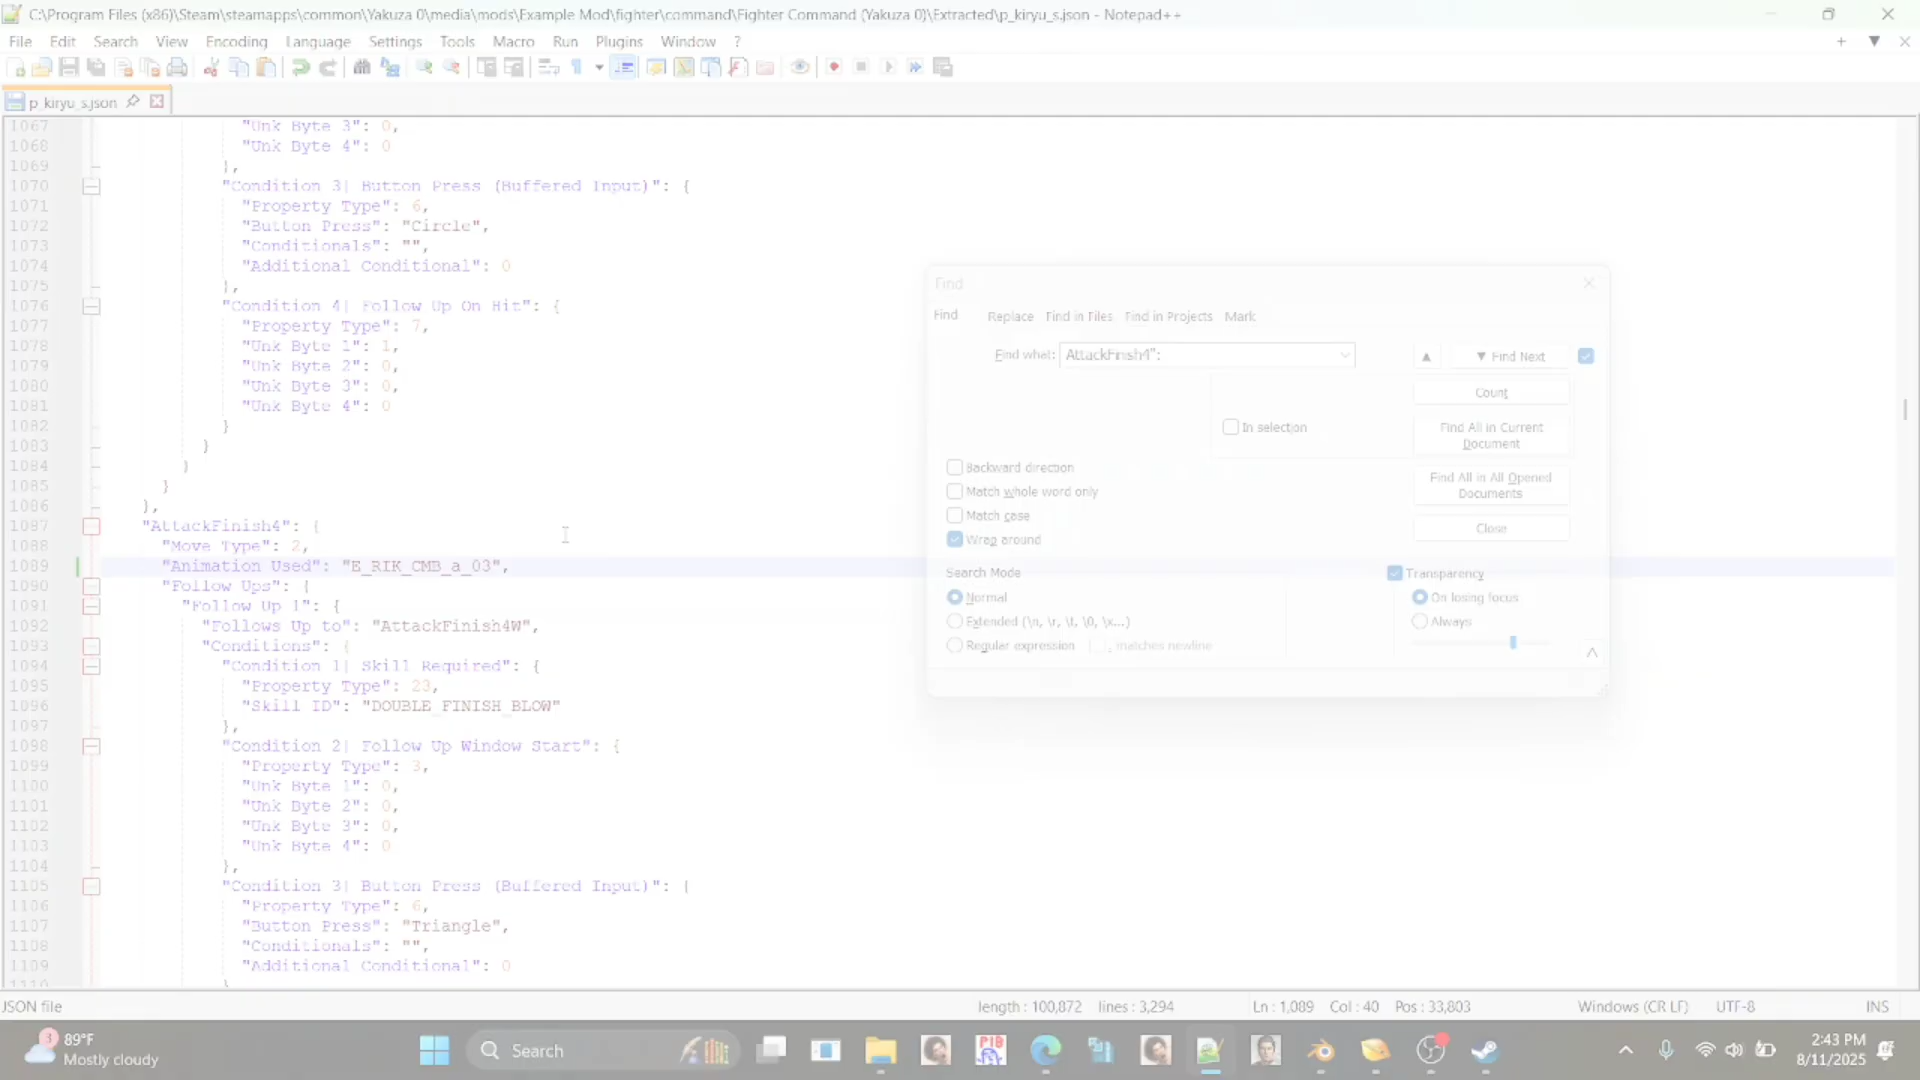 C:\Program Files (x86)\Steam\steamapps\common\Yakuza 0\media\mods\Example Mod\fighter\command\Fighter Command (Yakuza 0)\Extracted\p_kiryu_s.json - Notepad++
File Edit Search View Encoding Language Settings Tools Macro Run Plugins Window ?
p_kiryu_s.json
1067 "Unk Byte 3": 0,
1068 "Unk Byte 4": 0
1069 },
1070 "Condition 3| Button Press (Buffered Input)": {
1071 "Property Type": 6,
1072 "Button Press": "Circle",
1073 "Conditionals": "",
1074 "Additional Conditional": 0
1075 },
1076 "Condition 4| Follow Up On Hit": {
1077 "Property Type": 7,
1078 "Unk Byte 1": 1,
1079 "Unk Byte 2": 0,
1080 "Unk Byte 3": 0,
1081 "Unk Byte 4": 0
1082 }
1083 }
1084 }
1085 }
1086 },
1087 "AttackFinish4": {
1088 "Move Type": 2,
1089 "Animation Used": "E_RIK_CMB_a_03",
1090 "Follow Ups": {
1091 "Follow Up 1": {
1092 "Follows Up to": "AttackFinish4W",
1093 "Conditions": {
1094 "Condition 1| Skill Required": {
1095 "Property Type": 23,
1096 "Skill ID": "DOUBLE_FINISH_BLOW"
1097 },
1098 "Condition 2| Follow Up Window Start": {
1099 "Property Type": 3,
1100 "Unk Byte 1": 0,
1101 "Unk Byte 2": 0,
1102 "Unk Byte 3": 0,
1103 "Unk Byte 4": 0
1104 },
1105 "Condition 3| Button Press (Buffered Input)": {
1106 "Property Type": 6,
1107 "Button Press": "Triangle",
1108 "Conditionals": "",
1109 "Additional Conditional": 0
1110
Find
Find Replace Find in Files Find in Projects Mark
Find what: AttackFinish4":
▲ ▼ Find Next
Count
In selection
Find All in Current Document
Backward direction
Find All in All Opened Documents
Match whole word only
Match case
Close
Wrap around
Search Mode
Transparency
Normal
On losing focus
Extended (\n, \r, \t, \0, \x...)
Always
Regular expression
. matches newline
JSON file length : 100,872 lines : 3,294 Ln : 1,089 Col : 40 Pos : 33,803 Windows (CR LF) UTF-8 INS
3
89°F
Mostly cloudy
Search
PIB
2:43 PM
8/11/2025